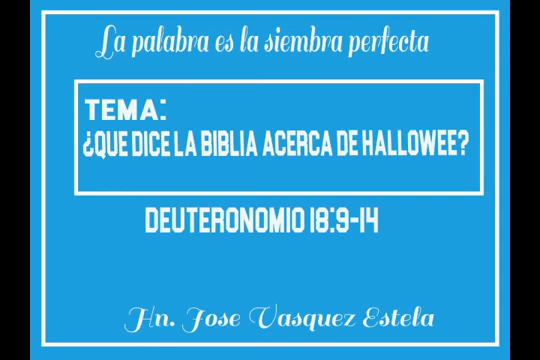 La palabra es la siembra perfecta
TEMA:
¿QUE DICE LA BIBLIA ACERCA DE HALLOWEE?
DEUTERONOMIO 18:9-14
Hn. Jose Vasquez Estela